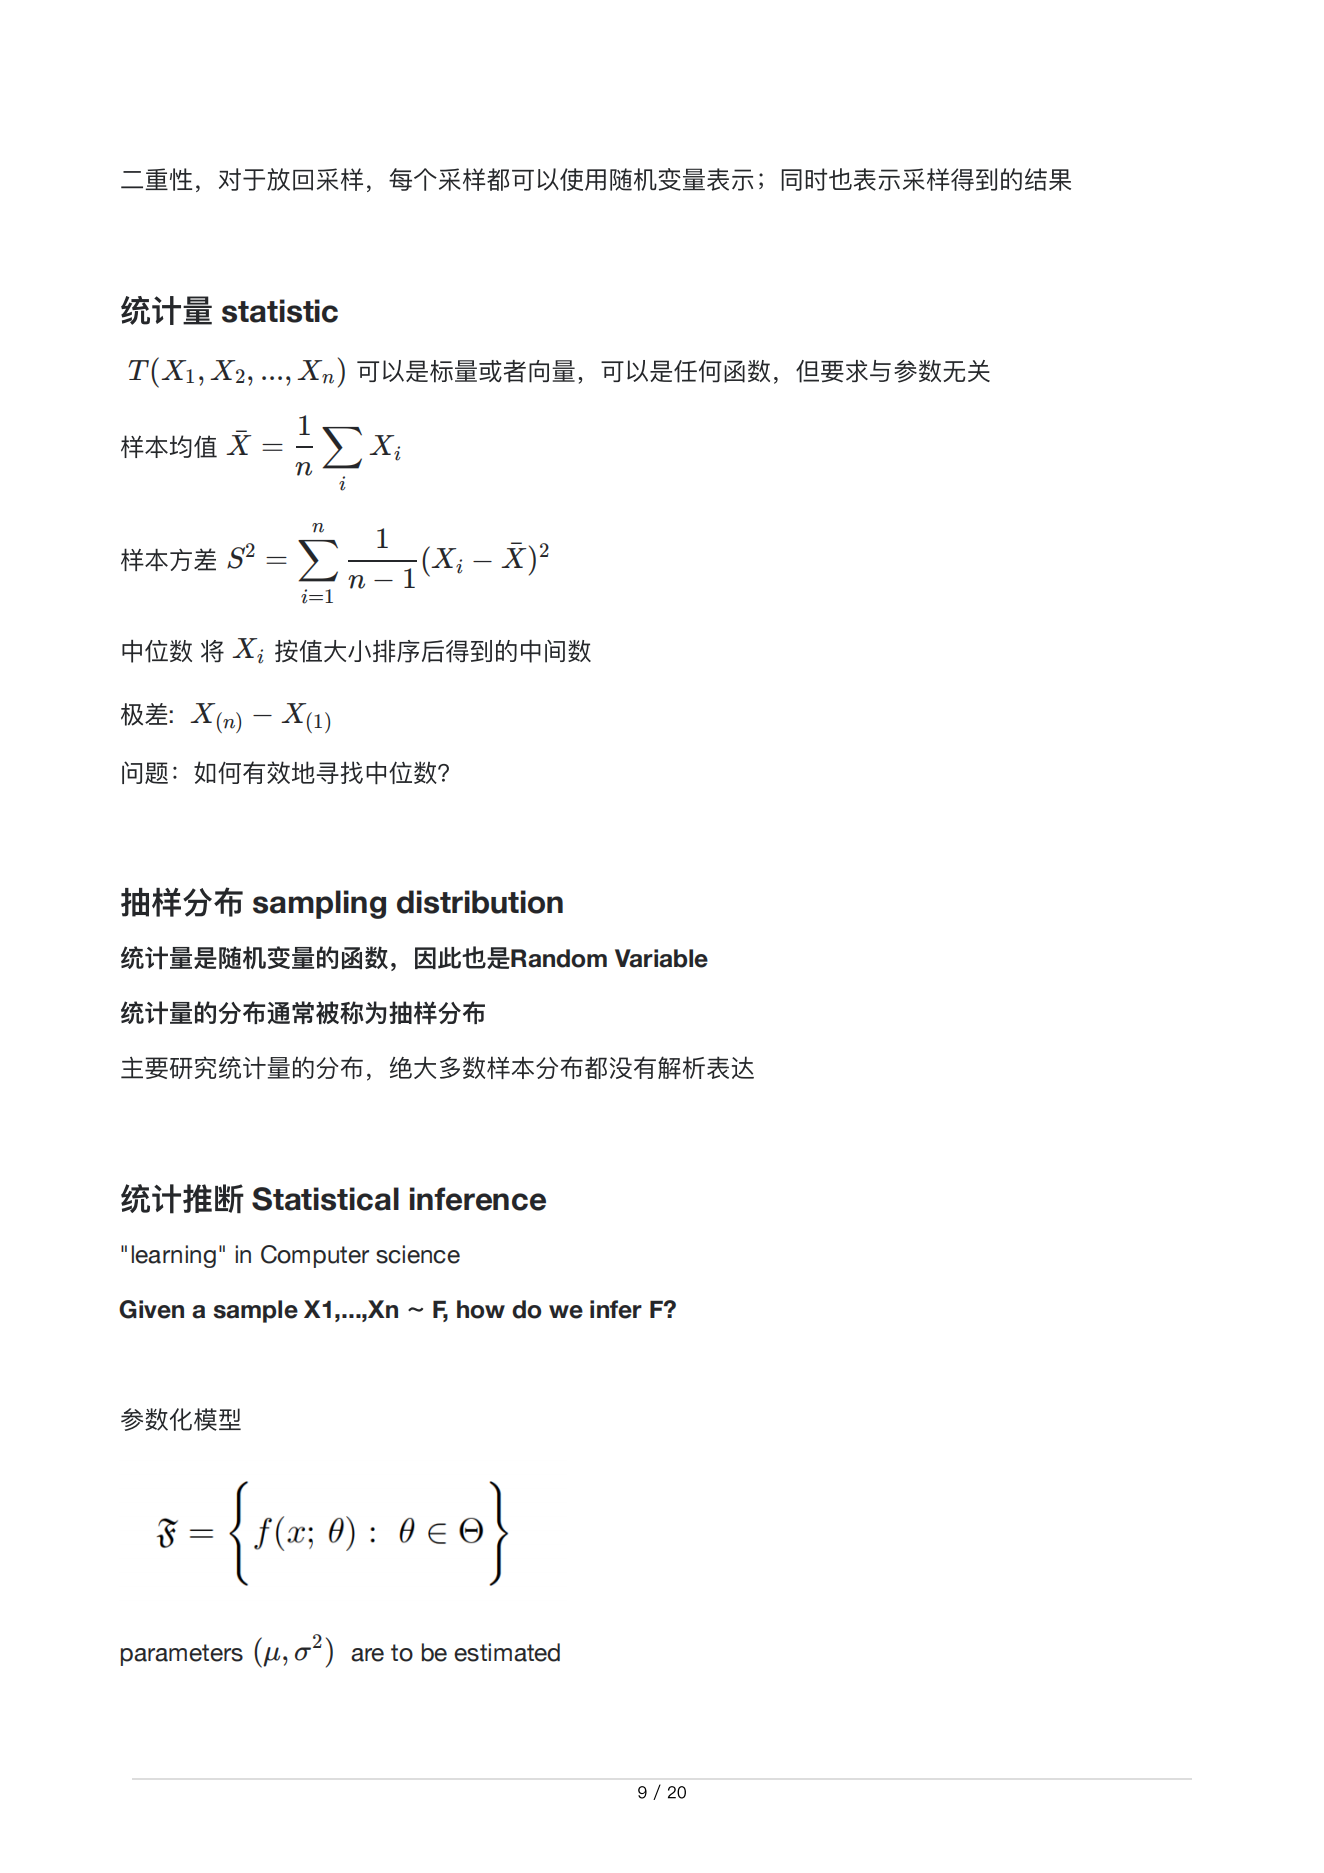 二重性，对于放回采样，每个采样都可以使用随机变量表示；同时也表示采样得到的结果
统计量 statistic
$T(X_1, X_2, ..., X_n)$ 可以是标量或者向量，可以是任何函数，但要求与参数无关
样本均值 $\bar{X} = \frac{1}{n} \sum_i X_i$
样本方差 $S^2 = \sum_{i=1}^{n} \frac{1}{n-1} (X_i - \bar{X})^2$
中位数 将 $X_i$ 按值大小排序后得到的中间数
极差: $X_{(n)} - X_{(1)}$
问题：如何有效地寻找中位数?
抽样分布 sampling distribution
统计量是随机变量的函数，因此也是Random Variable
统计量的分布通常被称为抽样分布
主要研究统计量的分布，绝大多数样本分布都没有解析表达
统计推断 Statistical inference
"learning" in Computer science
Given a sample X1,...,Xn ~ F, how do we infer F?
参数化模型
$\mathfrak{F} = \left\{ f(x; \theta) : \theta \in \Theta \right\}$
parameters $(\mu, \sigma^2)$ are to be estimated
9 / 20